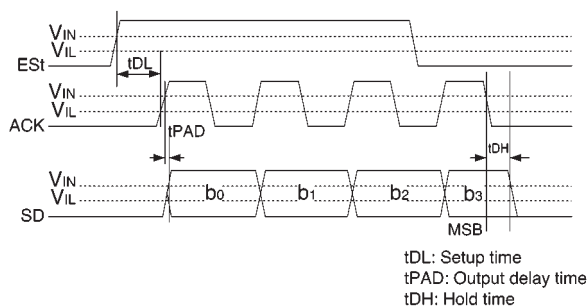 VIN
VIL
ESt
tDL
VIN
VIL
ACK
tPAD
tDH
VIN
VIL
SD
b0
b1
b2
b3
MSB
tDL: Setup time
tPAD: Output delay time
tDH: Hold time